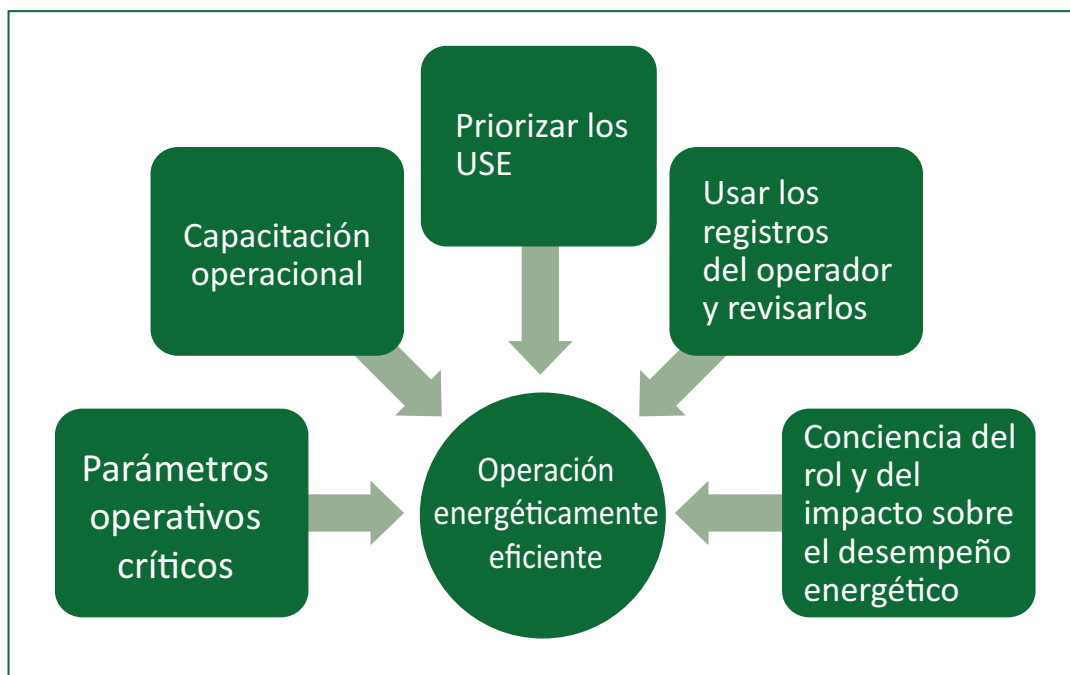 Priorizar los
USE
Capacitación
operacional
Usar los
registros
del operador
y revisarlos
Parámetros
operativos
críticos
Operación
energéticamente
eficiente
Conciencia del
rol y del
impacto sobre
el desempeño
energético